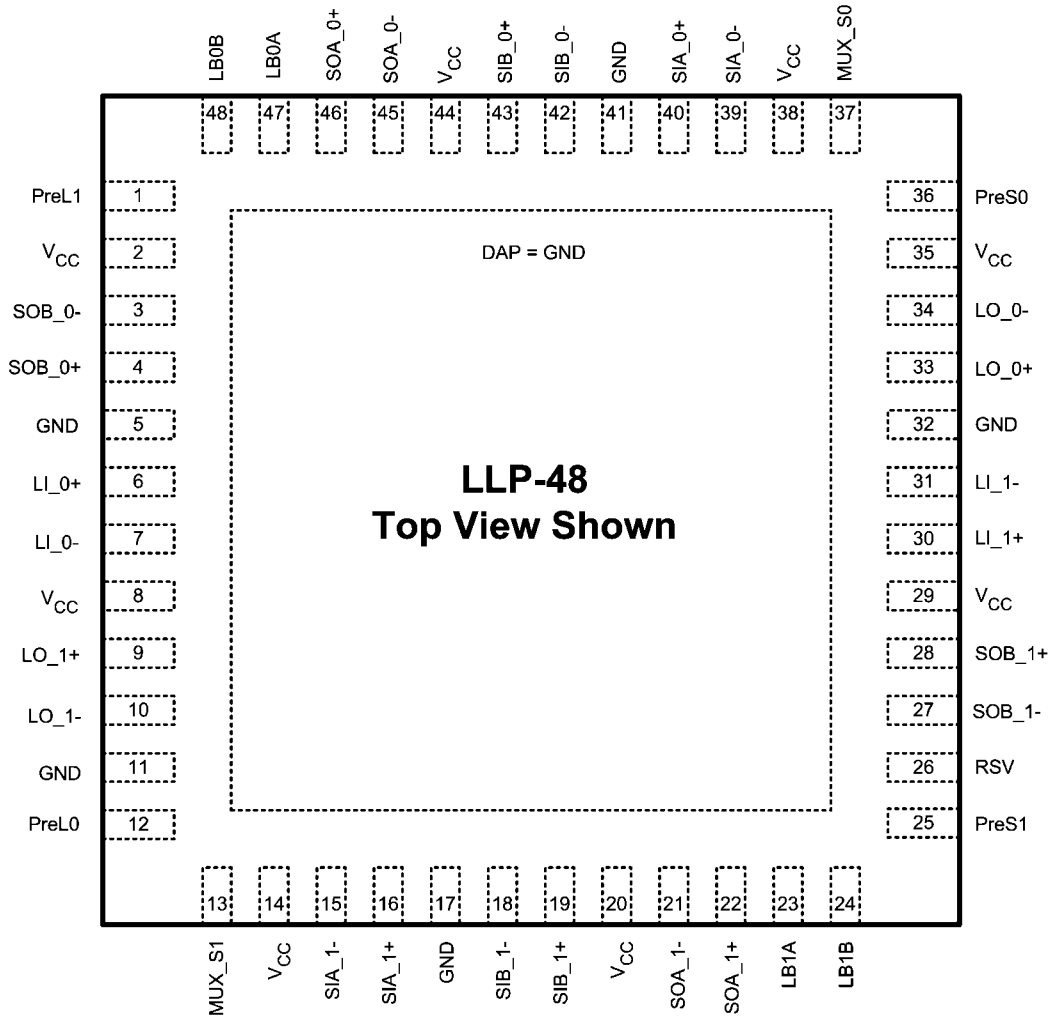 LB0B
LB0A
SOA_0+
SOA_0-
VCC
SIB_0+
SIB_0-
GND
SIA_0+
SIA_0-
VCC
MUX_S0
48 47 46 45 44 43 42 41 40 39 38 37
PreL1 1
VCC 2
SOB_0- 3
SOB_0+ 4
GND 5
LI_0+ 6
LI_0- 7
VCC 8
LO_1+ 9
LO_1- 10
GND 11
PreL0 12
DAP = GND
LLP-48
Top View Shown
36 PreS0
35 VCC
34 LO_0-
33 LO_0+
32 GND
31 LI_1-
30 LI_1+
29 VCC
28 SOB_1+
27 SOB_1-
26 RSV
25 PreS1
13 14 15 16 17 18 19 20 21 22 23 24
MUX_S1
VCC
SIA_1-
SIA_1+
GND
SIB_1-
SIB_1+
VCC
SOA_1-
SOA_1+
LB1A
LB1B